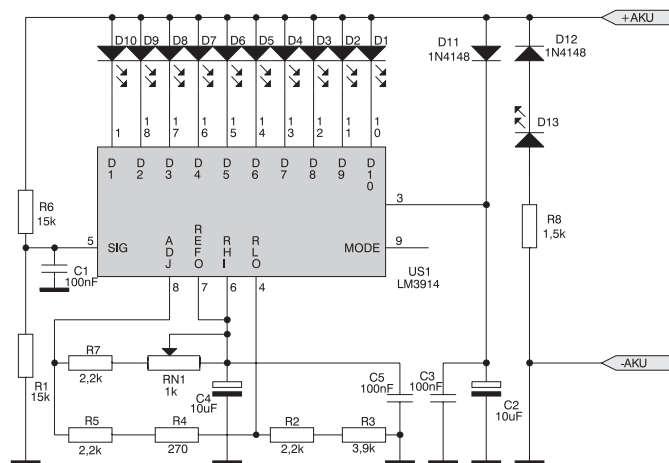 +AKU
D10 D9 D8 D7 D6 D5 D4 D3 D2 D1
D11
1N4148
D12
1N4148
D13
1 18 17 16 15 14 13 12 11 10
D1 D2 D3 D4 D5 D6 D7 D8 D9 D10
3
R6
15k
R8
1,5k
5
SIG
ADJ
REFO
RHI
RLO
MODE
9
C1
100nF
US1
LM3914
8 7 6 4
R7
2,2k
RN1
1k
-AKU
R1
15k
C4
10uF
C5
100nF
C3
100nF
C2
10uF
R5
2,2k
R4
270
R2
2,2k
R3
3,9k